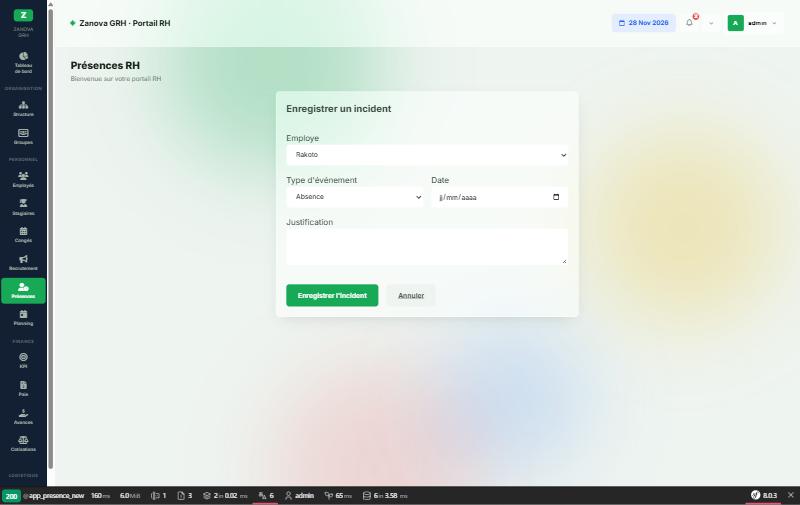 Z
ZANOVA
GRH
Tableau
de bord
ORGANISATION
Structure
Groupes
PERSONNEL
Employés
Stagiaires
Congés
Recrutement
Présences
Planning
FINANCE
KPI
Paie
Avances
Cotisations
LOGISTIQUE
Zanova GRH · Portail RH
28 Nov 2026
A
admin
Présences RH
Bienvenue sur votre portail RH
Enregistrer un incident
Employe
Rakoto
Type d'événement
Date
Absence
jj/mm/aaaa
Justification
Enregistrer l'incident
Annuler
200 @ app_presence_new 160 ms 6.0 MiB 1 3 2 in 0.02 ms 6 admin 65 ms 6 in 3.58 ms 8.0.3